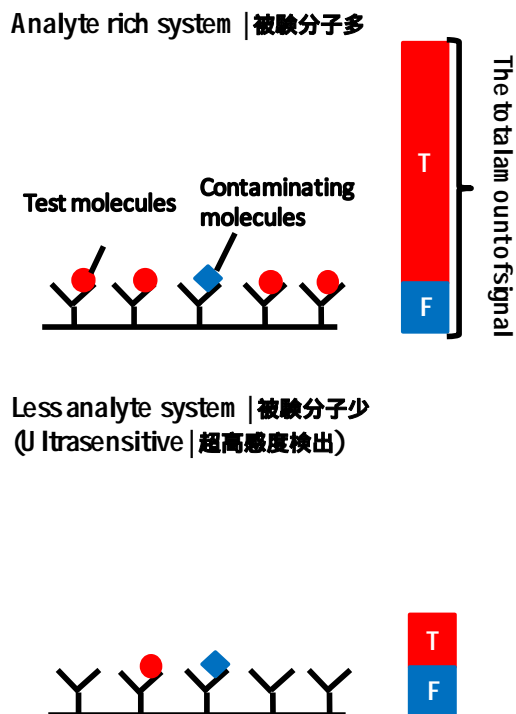 Analyte rich system | 被験分子多
The total amount of signal
T
Test molecules
Contaminating
molecules
F
Less analyte system | 被験分子少
(Ultrasensitive | 超高感度検出)
T
F